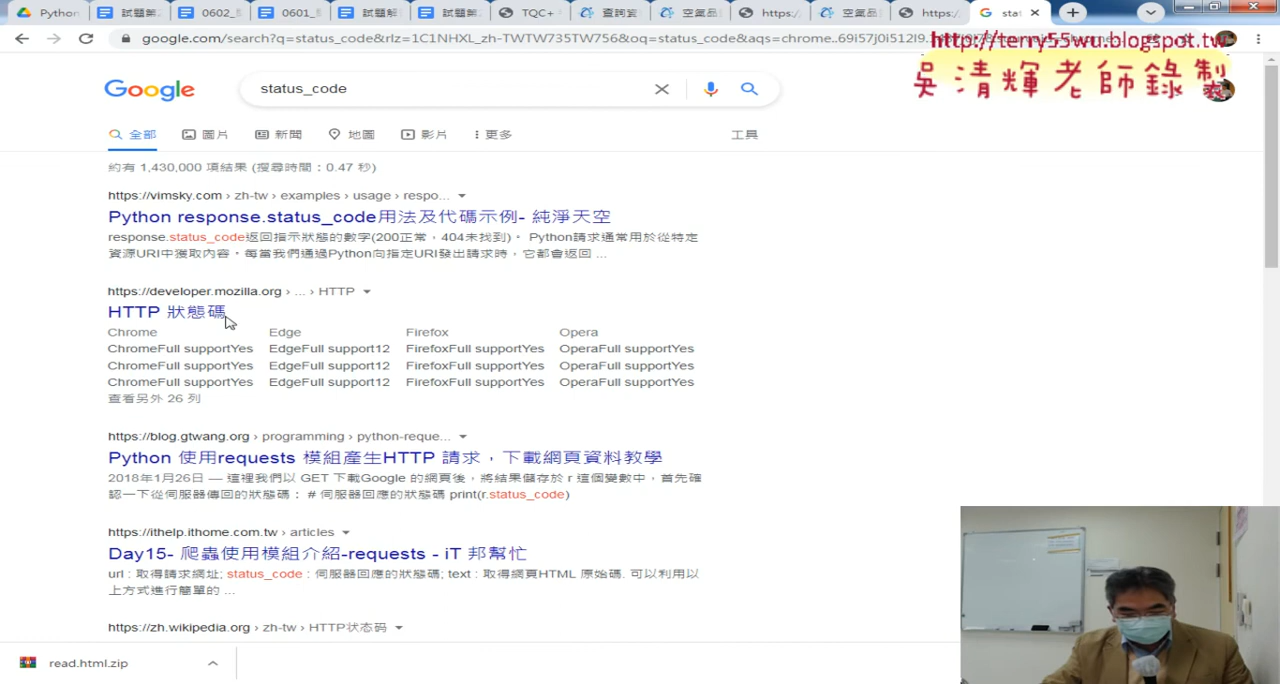 Python
試題第
0602_
0601_
試題解
試題第
TQC+
查詢資
空氣品
https:/
空氣品
https:/
stat
google.com/search?q=status_code&rlz=1C1NHXL_zh-TWTW735TW756&oq=status_code&aqs=chrome..69i57j0i512l9.1
http://terry55wu.blogspot.tw
吳清輝老師錄製
Google
status_code
全部
圖片
新聞
地圖
影片
更多
工具
約有 1,430,000 項結果 (搜尋時間：0.47 秒)
https://vimsky.com › zh-tw › examples › usage › respo...
Python response.status_code用法及代碼示例- 純淨天空
response.status_code返回指示狀態的數字(200正常，404未找到)。 Python請求通常用於從特定
資源URI中獲取內容。每當我們通過Python向指定URI發出請求時，它都會返回 ...
https://developer.mozilla.org › ... › HTTP
HTTP 狀態碼
Chrome Edge Firefox Opera
ChromeFull supportYes EdgeFull support12 FirefoxFull supportYes OperaFull supportYes
ChromeFull supportYes EdgeFull support12 FirefoxFull supportYes OperaFull supportYes
ChromeFull supportYes EdgeFull support12 FirefoxFull supportYes OperaFull supportYes
查看另外 26 列
https://blog.gtwang.org › programming › python-reque...
Python 使用requests 模組產生HTTP 請求，下載網頁資料教學
2018年1月26日 — 這裡我們以 GET 下載Google 的網頁後，將結果儲存於 r 這個變數中，首先確
認一下從伺服器傳回的狀態碼： # 伺服器回應的狀態碼 print(r.status_code)
https://ithelp.ithome.com.tw › articles
Day15- 爬蟲使用模組介紹-requests - iT 邦幫忙
url : 取得請求網址; status_code : 伺服器回應的狀態碼; text : 取得網頁HTML 原始碼. 可以利用以
上方式進行簡單的 ...
https://zh.wikipedia.org › zh-tw › HTTP状态码
read.html.zip